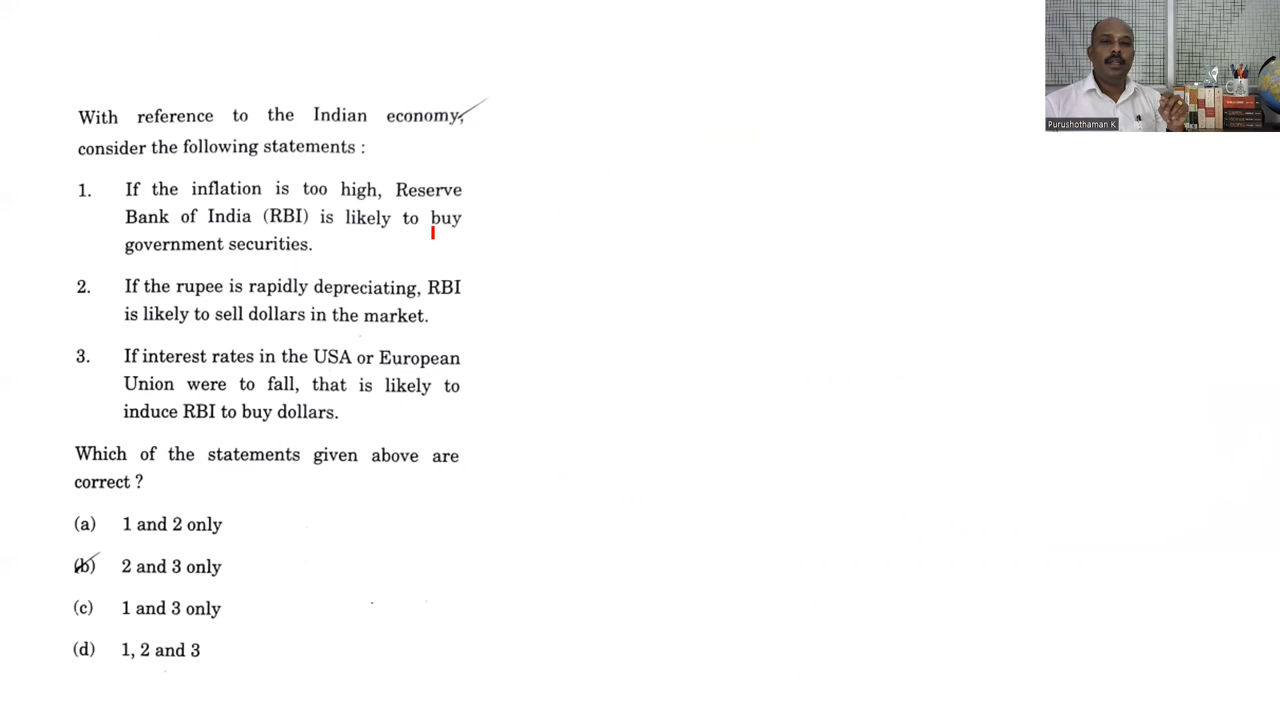 With reference to the Indian economy,
consider the following statements :
1. If the inflation is too high, Reserve
Bank of India (RBI) is likely to buy
government securities.
2. If the rupee is rapidly depreciating, RBI
is likely to sell dollars in the market.
3. If interest rates in the USA or European
Union were to fall, that is likely to
induce RBI to buy dollars.
Which of the statements given above are
correct ?
(a) 1 and 2 only
(b) 2 and 3 only
(c) 1 and 3 only
(d) 1, 2 and 3
Purushothaman K